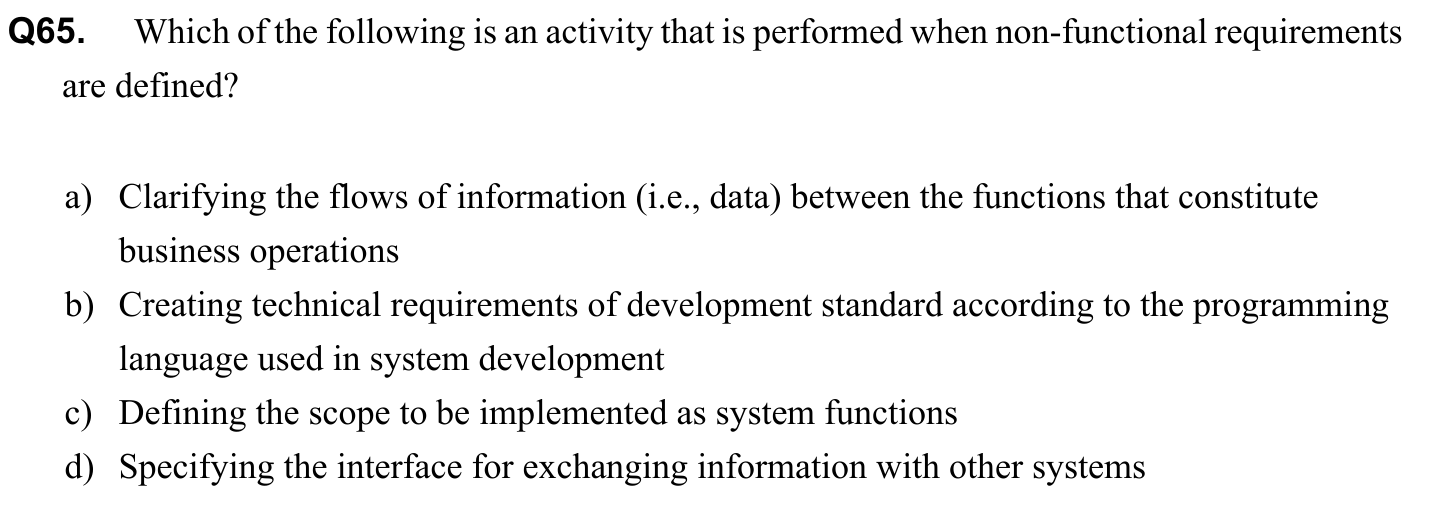 Q65. Which of the following is an activity that is performed when non-functional requirements
are defined?
a) Clarifying the flows of information (i.e., data) between the functions that constitute
business operations
b) Creating technical requirements of development standard according to the programming
language used in system development
c) Defining the scope to be implemented as system functions
d) Specifying the interface for exchanging information with other systems